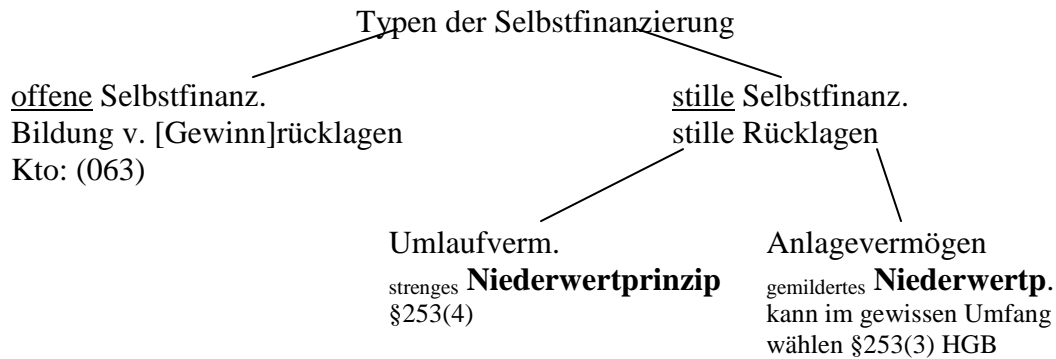 Typen der Selbstfinanzierung
offene Selbstfinanz.
Bildung v. [Gewinn]rücklagen
Kto: (063)
stille Selbstfinanz.
stille Rücklagen
Umlaufverm.
strenges Niederwertprinzip
§253(4)
Anlagevermögen
gemildertes Niederwertp.
kann im gewissen Umfang
wählen §253(3) HGB